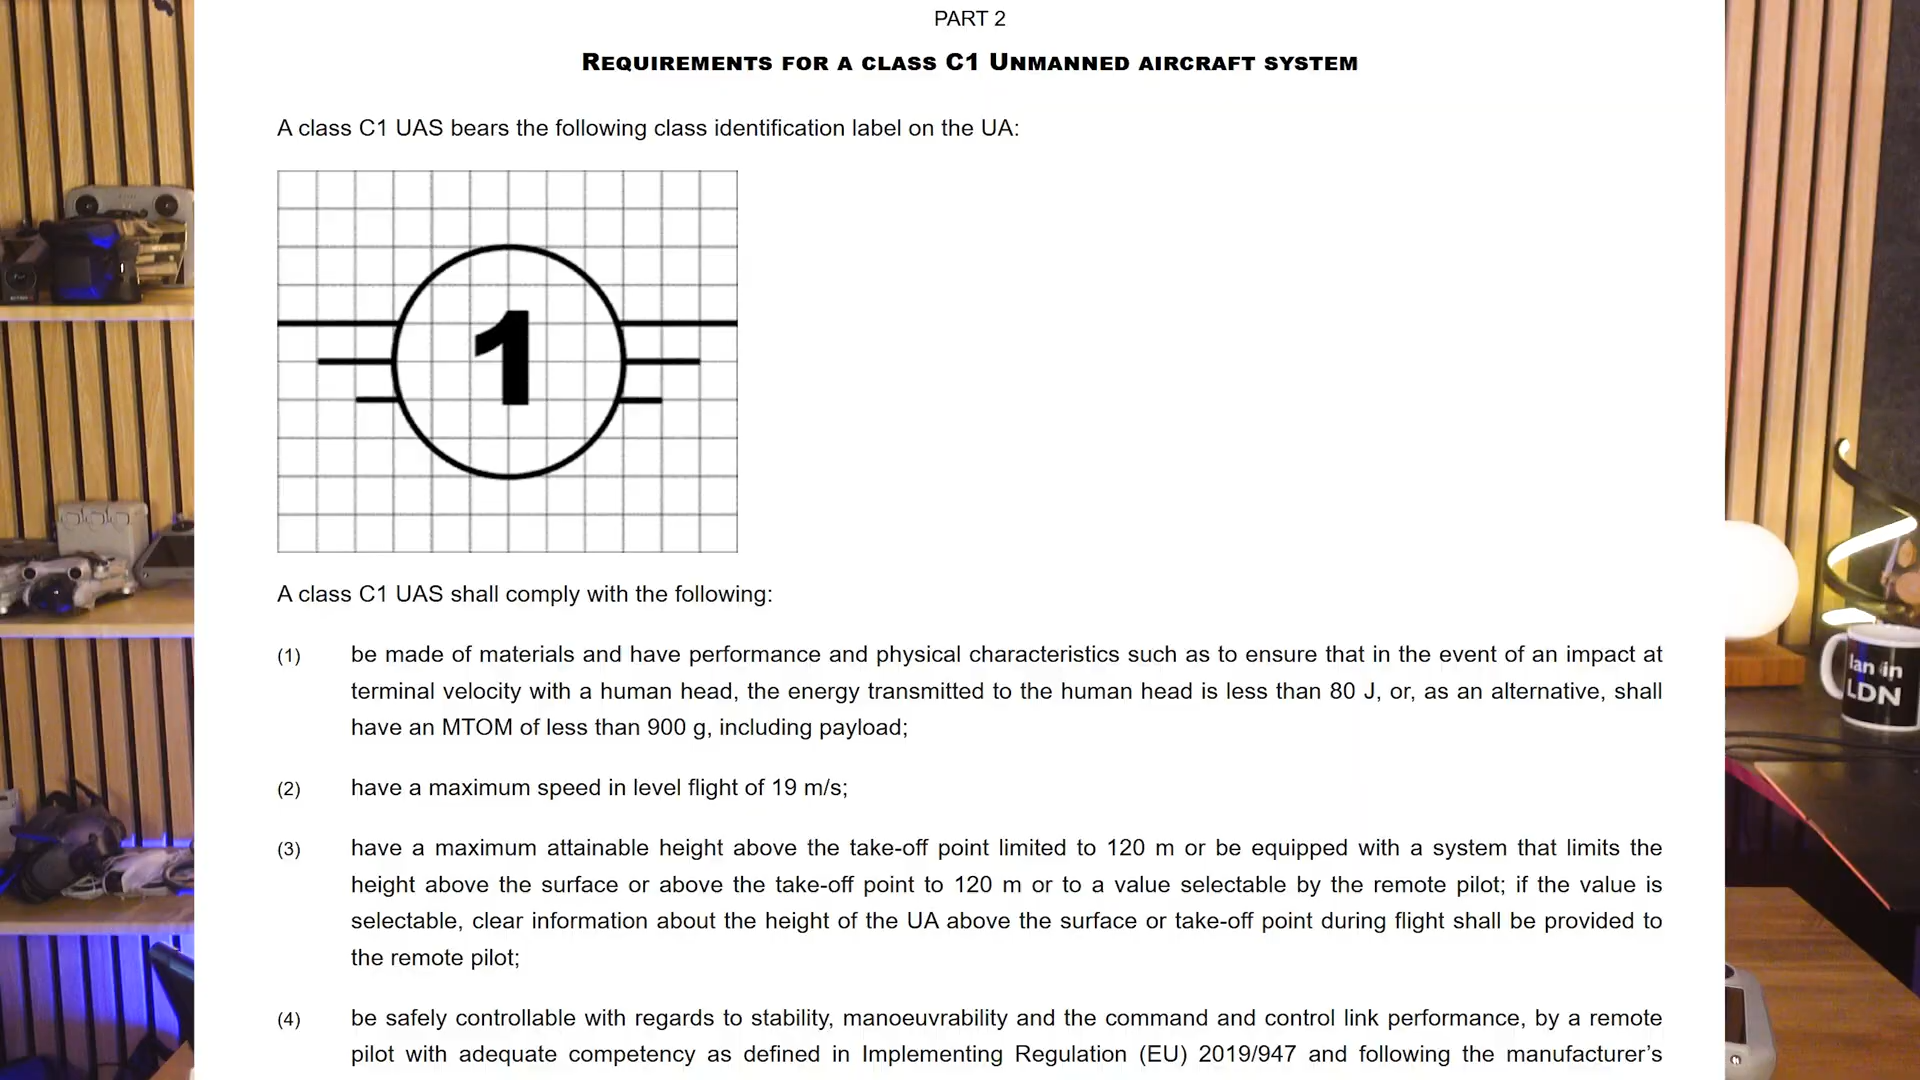 PART 2
REQUIREMENTS FOR A CLASS C1 UNMANNED AIRCRAFT SYSTEM
A class C1 UAS bears the following class identification label on the UA:
1
A class C1 UAS shall comply with the following:
(1) be made of materials and have performance and physical characteristics such as to ensure that in the event of an impact at
terminal velocity with a human head, the energy transmitted to the human head is less than 80 J, or, as an alternative, shall
have an MTOM of less than 900 g, including payload;
(2) have a maximum speed in level flight of 19 m/s;
(3) have a maximum attainable height above the take-off point limited to 120 m or be equipped with a system that limits the
height above the surface or above the take-off point to 120 m or to a value selectable by the remote pilot; if the value is
selectable, clear information about the height of the UA above the surface or take-off point during flight shall be provided to
the remote pilot;
(4) be safely controllable with regards to stability, manoeuvrability and the command and control link performance, by a remote
pilot with adequate competency as defined in Implementing Regulation (EU) 2019/947 and following the manufacturer's
Ian in
LDN